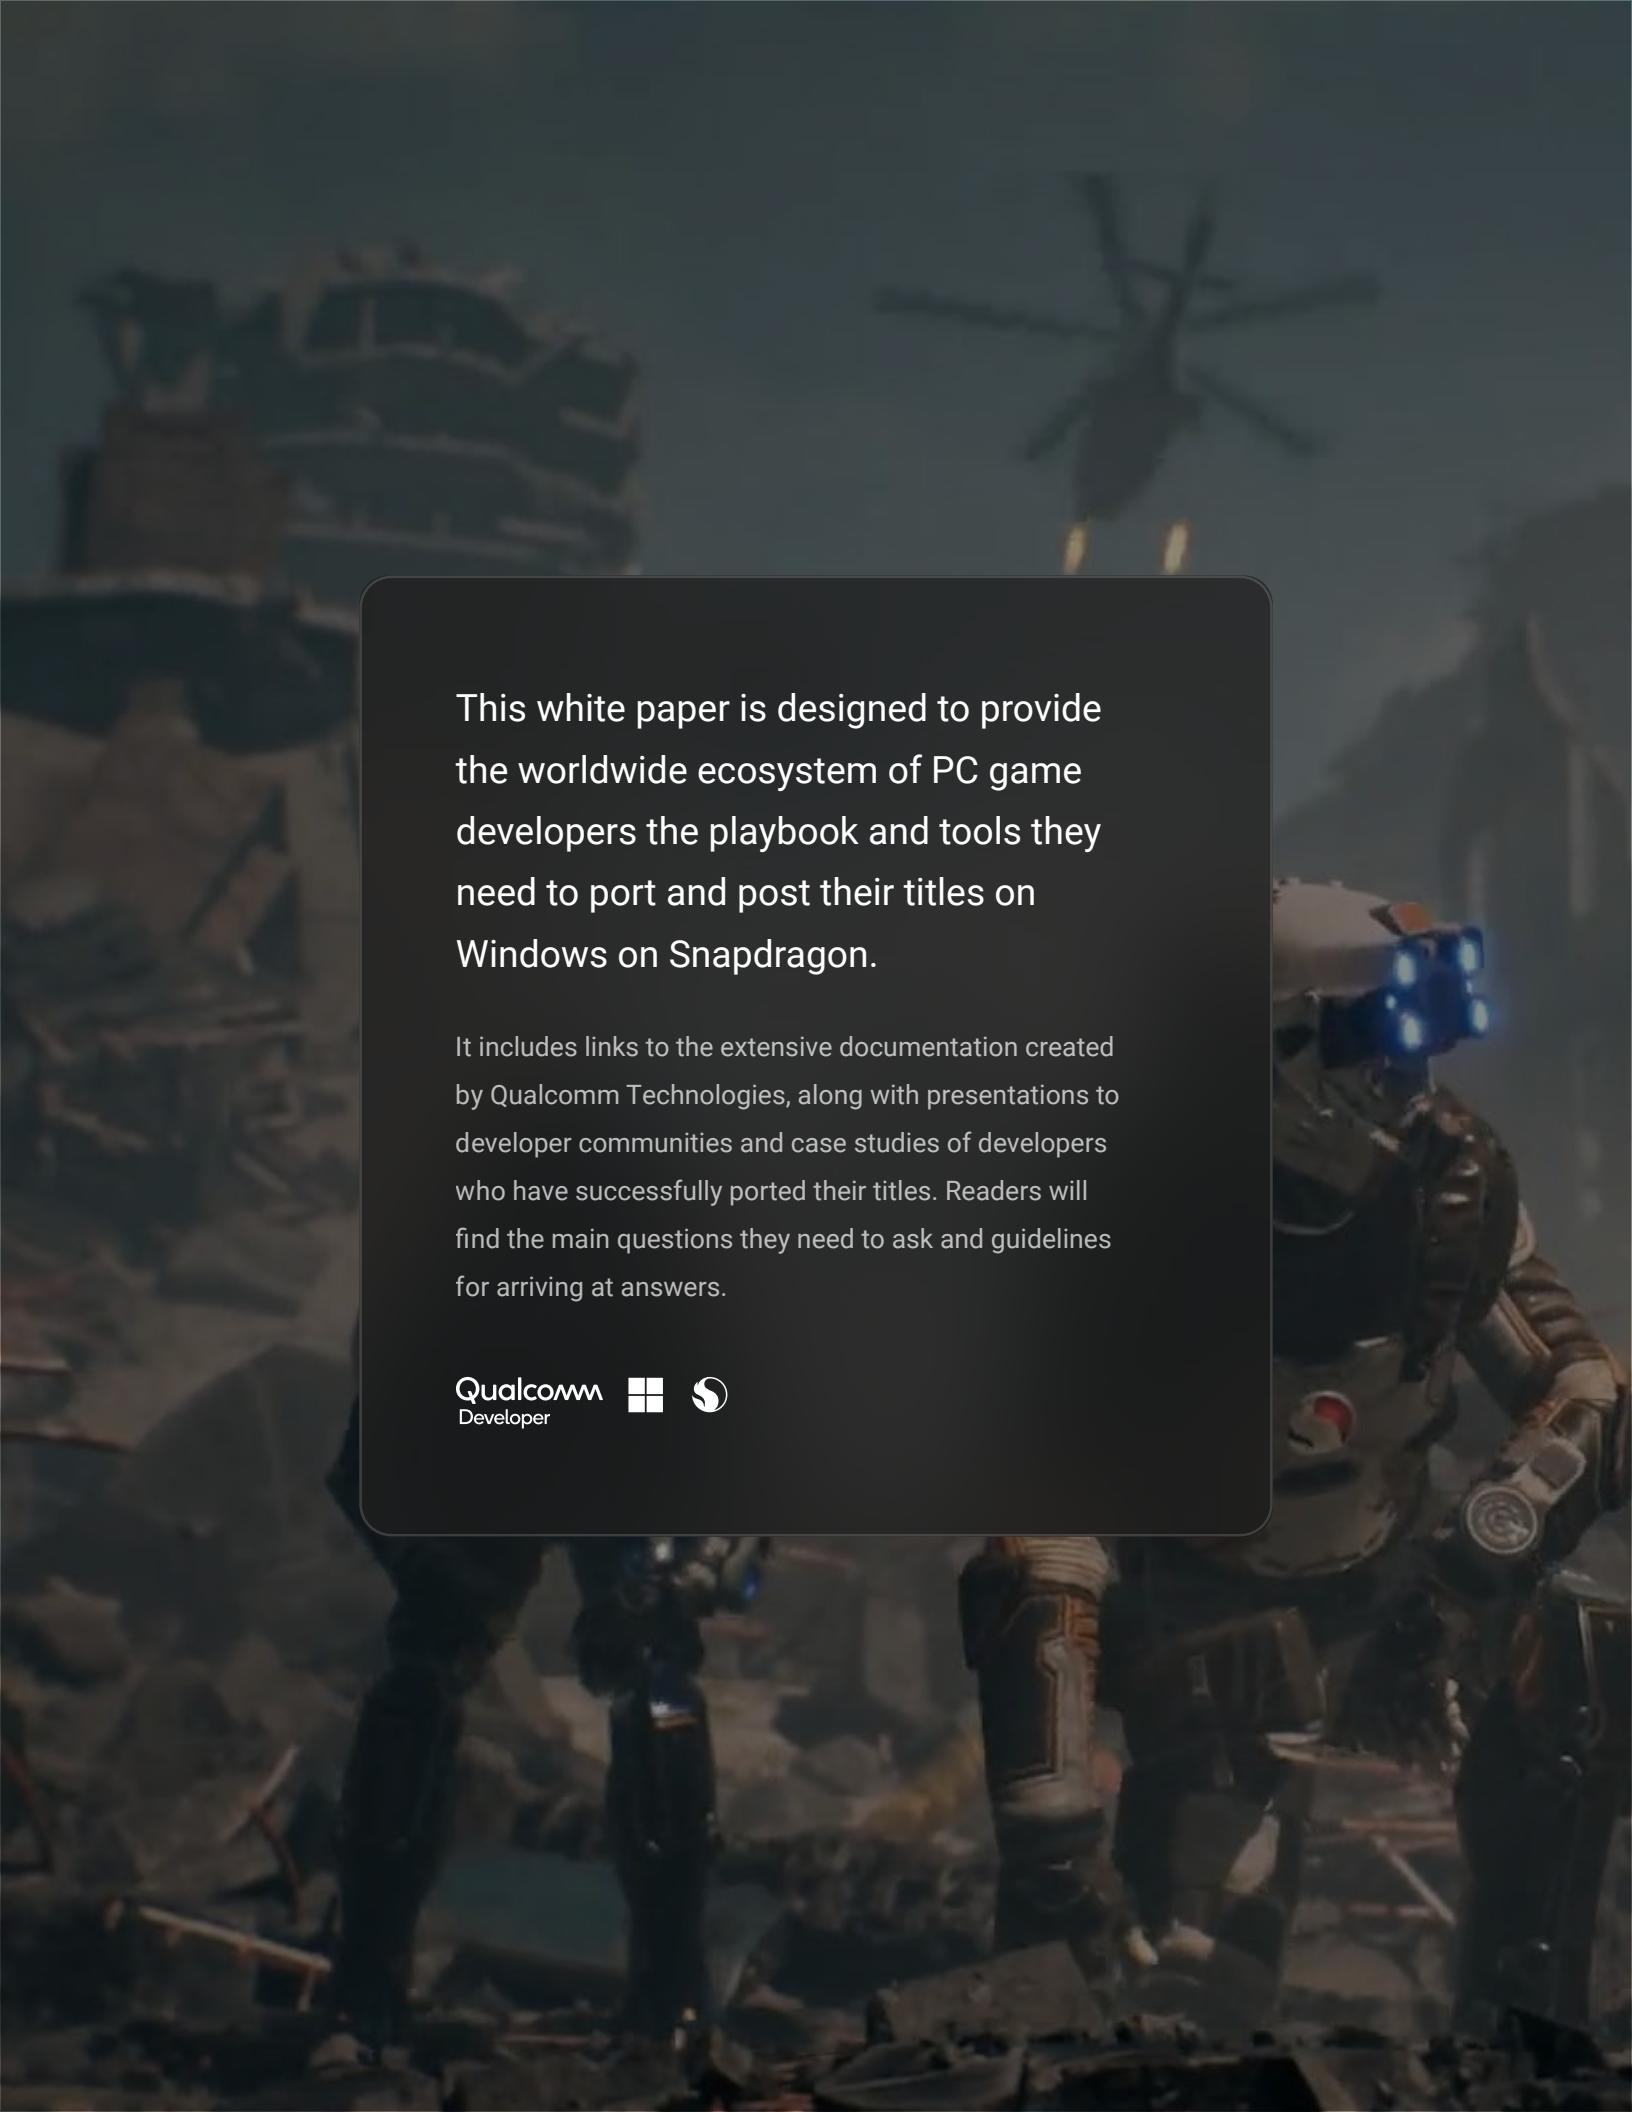 This white paper is designed to provide
the worldwide ecosystem of PC game
developers the playbook and tools they
need to port and post their titles on
Windows on Snapdragon.
It includes links to the extensive documentation created
by Qualcomm Technologies, along with presentations to
developer communities and case studies of developers
who have successfully ported their titles. Readers will
find the main questions they need to ask and guidelines
for arriving at answers.
Qualcomm
Developer